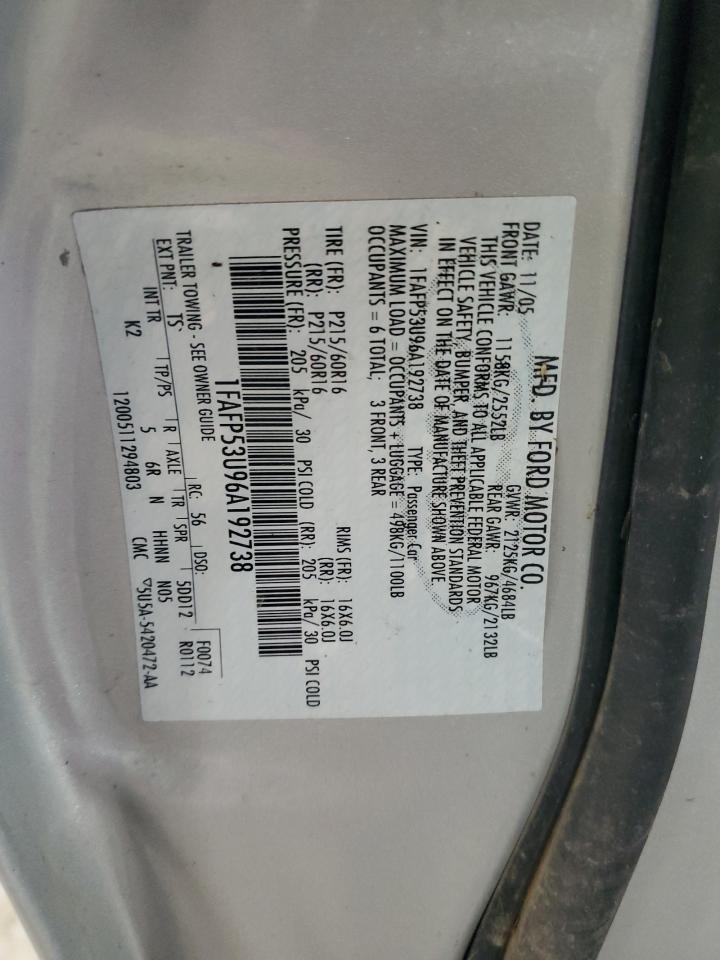 MFD. BY FORD MOTOR CO.
DATE: 11/05 GVWR: 2125KG/4684LB
FRONT GAWR: 1158KG/2552LB REAR GAWR: 967KG/2132LB
THIS VEHICLE CONFORMS TO ALL APPLICABLE FEDERAL MOTOR
VEHICLE SAFETY, BUMPER, AND THEFT PREVENTION STANDARDS
IN EFFECT ON THE DATE OF MANUFACTURE SHOWN ABOVE.
VIN: 1FAFP53U96A192738 TYPE: Passenger Car
MAXIMUM LOAD = OCCUPANTS + LUGGAGE = 498KG/1100LB
OCCUPANTS = 6 TOTAL; 3 FRONT, 3 REAR
TIRE (FR): P215/60R16 RIMS (FR): 16X6.0J
(RR): P215/60R16 (RR): 16X6.0J
PRESSURE (FR): 205 kPa/ 30 PSI COLD (RR): 205 kPa/ 30 PSI COLD
1FAFP53U96A192738
TRAILER TOWING - SEE OWNER GUIDE
EXT PNT: TS RC: 56 DSO: F0074
R0112
INT TR TP/PS R AXLE TR SPR 5DD12
K2 5 6R N HHNN N05
1200511294803 CMC ▽5U5A-5420472-AA